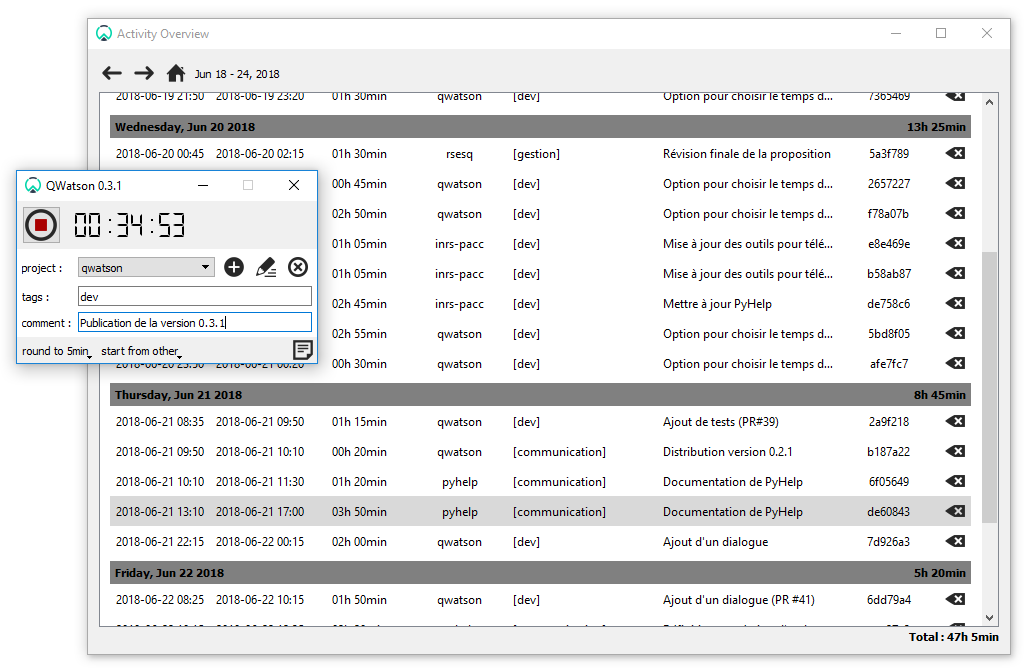 Activity Overview
Jun 18 - 24, 2018
2018-06-19 21:50 2018-06-19 23:20 01h 30min qwatson [dev] Option pour choisir le temps d... 7365469
Wednesday, Jun 20 2018 13h 25min
2018-06-20 00:45 2018-06-20 02:15 01h 30min rsesq [gestion] Révision finale de la proposition 5a3f789
00h 45min qwatson [dev] Option pour choisir le temps d... 2657227
02h 50min qwatson [dev] Option pour choisir le temps d... f78a07b
01h 05min inrs-pacc [dev] Mise à jour des outils pour télé... e8e469e
01h 05min inrs-pacc [dev] Mise à jour des outils pour télé... b58ab87
02h 45min inrs-pacc [dev] Mettre à jour PyHelp de758c6
02h 55min qwatson [dev] Option pour choisir le temps d... 5bd8f05
00h 30min qwatson [dev] Option pour choisir le temps d... afe7fc7
Thursday, Jun 21 2018 8h 45min
2018-06-21 08:35 2018-06-21 09:50 01h 15min qwatson [dev] Ajout de tests (PR#39) 2a9f218
2018-06-21 09:50 2018-06-21 10:10 00h 20min qwatson [communication] Distribution version 0.2.1 b187a22
2018-06-21 10:10 2018-06-21 11:30 01h 20min pyhelp [communication] Documentation de PyHelp 6f05649
2018-06-21 13:10 2018-06-21 17:00 03h 50min pyhelp [communication] Documentation de PyHelp de60843
2018-06-21 22:15 2018-06-22 00:15 02h 00min qwatson [dev] Ajout d'un dialogue 7d926a3
Friday, Jun 22 2018 5h 20min
2018-06-22 08:25 2018-06-22 10:15 01h 50min qwatson [dev] Ajout d'un dialogue (PR #41) 6dd79a4
Total : 47h 5min
QWatson 0.3.1
00:34:53
project : qwatson
tags : dev
comment : Publication de la version 0.3.1
round to 5min start from other